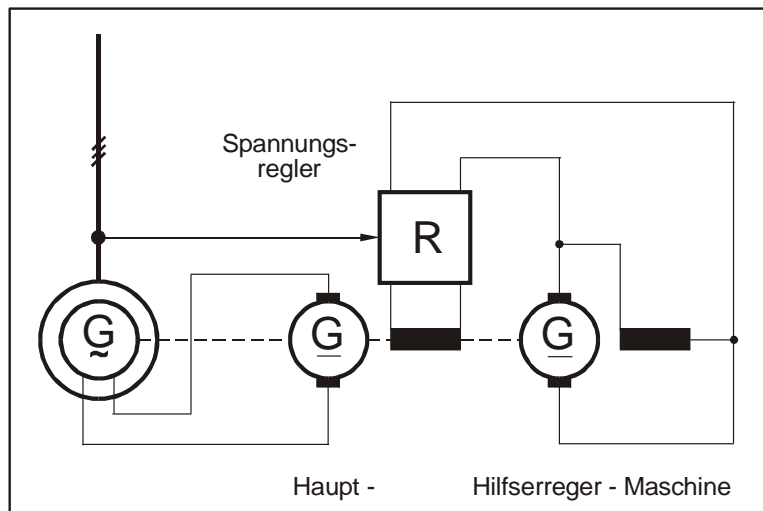 Spannungs-
regler
R
G
~
G
G
Haupt - Hilfserreger - Maschine